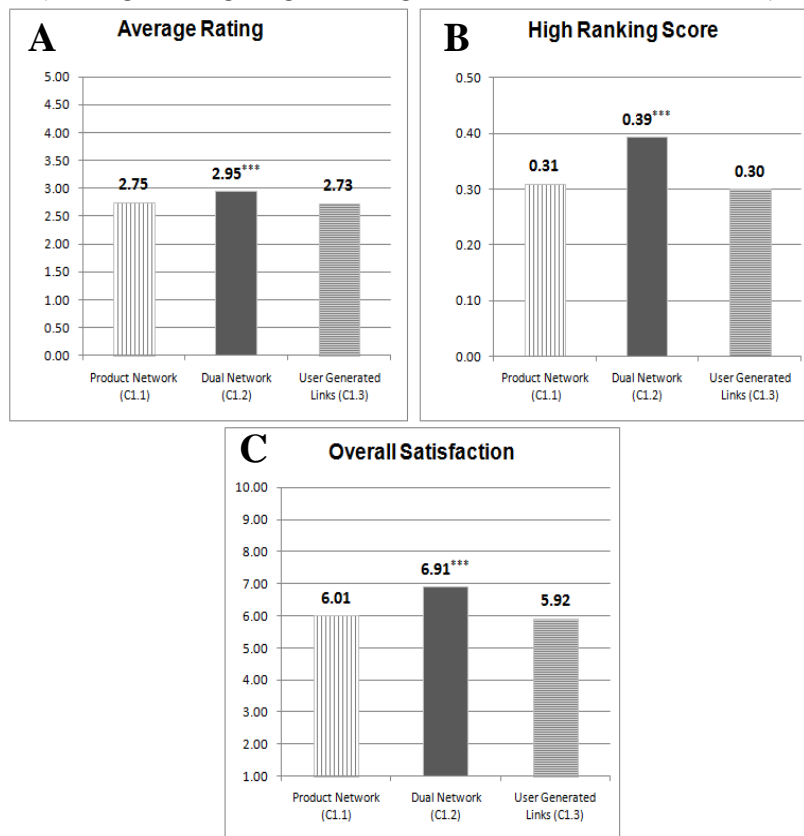 A
Average Rating
5.00
4.50
4.00
3.50
3.00
2.50
2.00
1.50
1.00
0.50
0.00
2.75
2.95***
2.73
Product Network
(C1.1)
Dual Network
(C1.2)
User Generated
Links (C1.3)
B
High Ranking Score
0.50
0.40
0.30
0.20
0.10
0.00
0.31
0.39***
0.30
Product Network
(C1.1)
Dual Network
(C1.2)
User Generated
Links (C1.3)
C
Overall Satisfaction
10.00
9.00
8.00
7.00
6.00
5.00
4.00
3.00
2.00
1.00
6.01
6.91***
5.92
Product Network
(C1.1)
Dual Network
(C1.2)
User Generated
Links (C1.3)